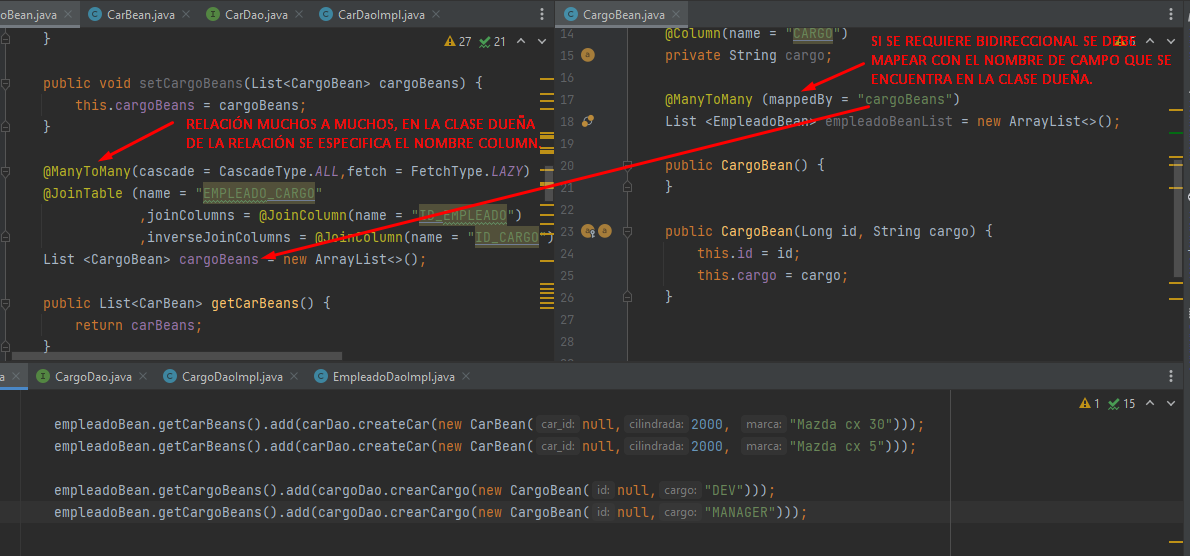 oBean.java
CarBean.java
CarDao.java
CarDaoImpl.java
27 21
}
public void setCargoBeans(List<CargoBean> cargoBeans) {
this.cargoBeans = cargoBeans;
}
RELACIÓN MUCHOS A MUCHOS, EN LA CLASE DUEÑA
DE LA RELACIÓN SE ESPECIFICA EL NOMBRE COLUMN.
@ManyToMany(cascade = CascadeType.ALL,fetch = FetchType.LAZY)
@JoinTable (name = "EMPLEADO_CARGO"
,joinColumns = @JoinColumn(name = "ID_EMPLEADO")
,inverseJoinColumns = @JoinColumn(name = "ID_CARGO")
List <CargoBean> cargoBeans = new ArrayList<>();
public List<CarBean> getCarBeans() {
return carBeans;
}
CargoBean.java
14 @Column(name = "CARGO")
15 private String cargo;
16
SI SE REQUIERE BIDIRECCIONAL SE DEBE
MAPEAR CON EL NOMBRE DE CAMPO QUE SE
ENCUENTRA EN LA CLASE DUEÑA.
17 @ManyToMany (mappedBy = "cargoBeans")
18 List <EmpleadoBean> empleadoBeanList = new ArrayList<>();
19
20 public CargoBean() {
21 }
22
23 public CargoBean(Long id, String cargo) {
24 this.id = id;
25 this.cargo = cargo;
26 }
27
28
a
CargoDao.java
CargoDaoImpl.java
EmpleadoDaoImpl.java
1 15
empleadoBean.getCarBeans().add(carDao.createCar(new CarBean( car_id: null, cilindrada: 2000, marca: "Mazda cx 30")));
empleadoBean.getCarBeans().add(carDao.createCar(new CarBean( car_id: null, cilindrada: 2000, marca: "Mazda cx 5")));
empleadoBean.getCargoBeans().add(cargoDao.crearCargo(new CargoBean( id: null, cargo: "DEV")));
empleadoBean.getCargoBeans().add(cargoDao.crearCargo(new CargoBean( id: null, cargo: "MANAGER")));